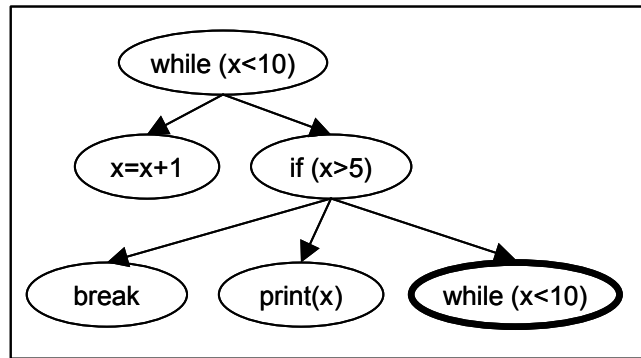 while (x<10)
x=x+1
if (x>5)
break
print(x)
while (x<10)